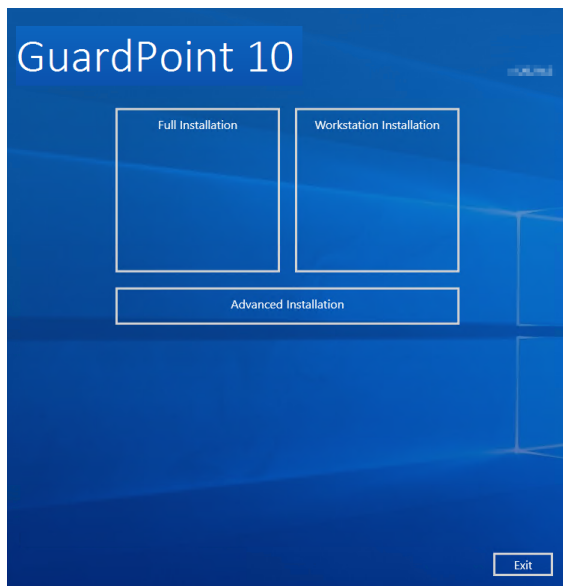 GuardPoint 10
Full Installation
Workstation Installation
Advanced Installation
Exit